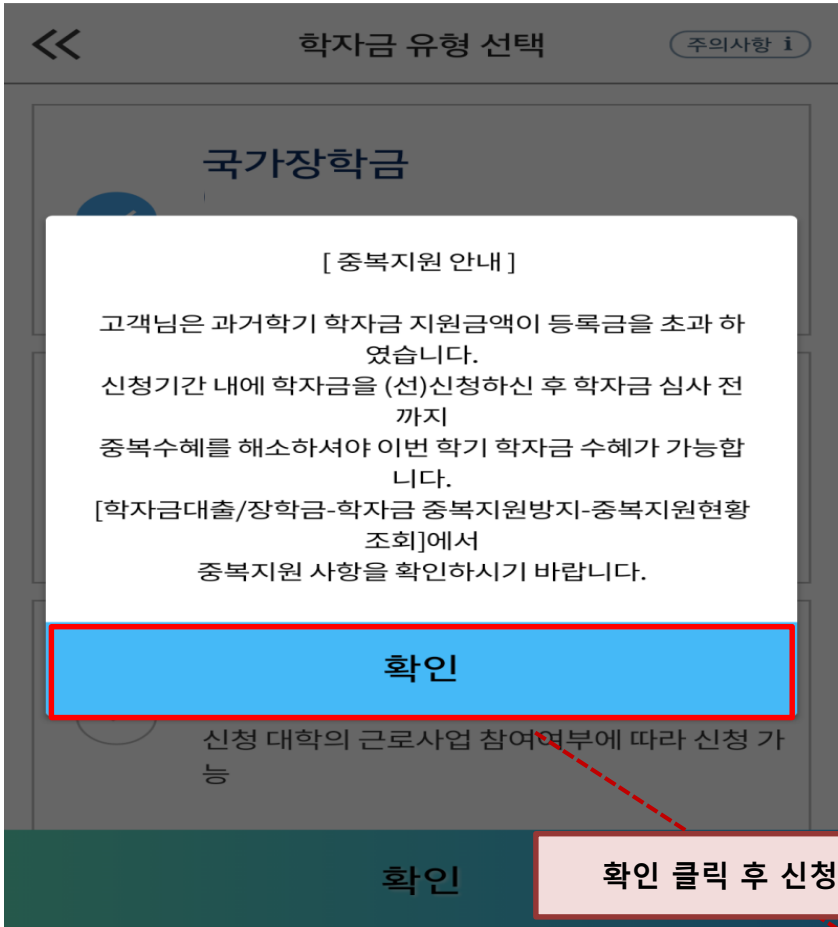 학자금 유형 선택
주의사항 i
국가장학금
[ 중복지원 안내 ]
고객님은 과거학기 학자금 지원금액이 등록금을 초과 하
였습니다.
신청기간 내에 학자금을 (선)신청하신 후 학자금 심사 전
까지
중복수혜를 해소하셔야 이번 학기 학자금 수혜가 가능합
니다.
[학자금대출/장학금-학자금 중복지원방지-중복지원현황
조회]에서
중복지원 사항을 확인하시기 바랍니다.
확인
신청 대학의 근로사업 참여여부에 따라 신청 가
능
확인
확인 클릭 후 신청